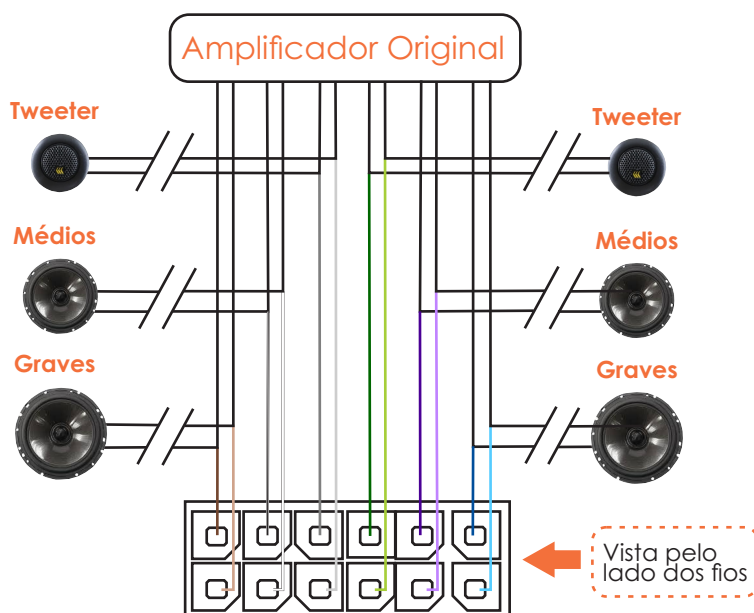 Amplificador Original
Tweeter
Tweeter
Médios
Médios
Graves
Graves
Vista pelo
lado dos fios